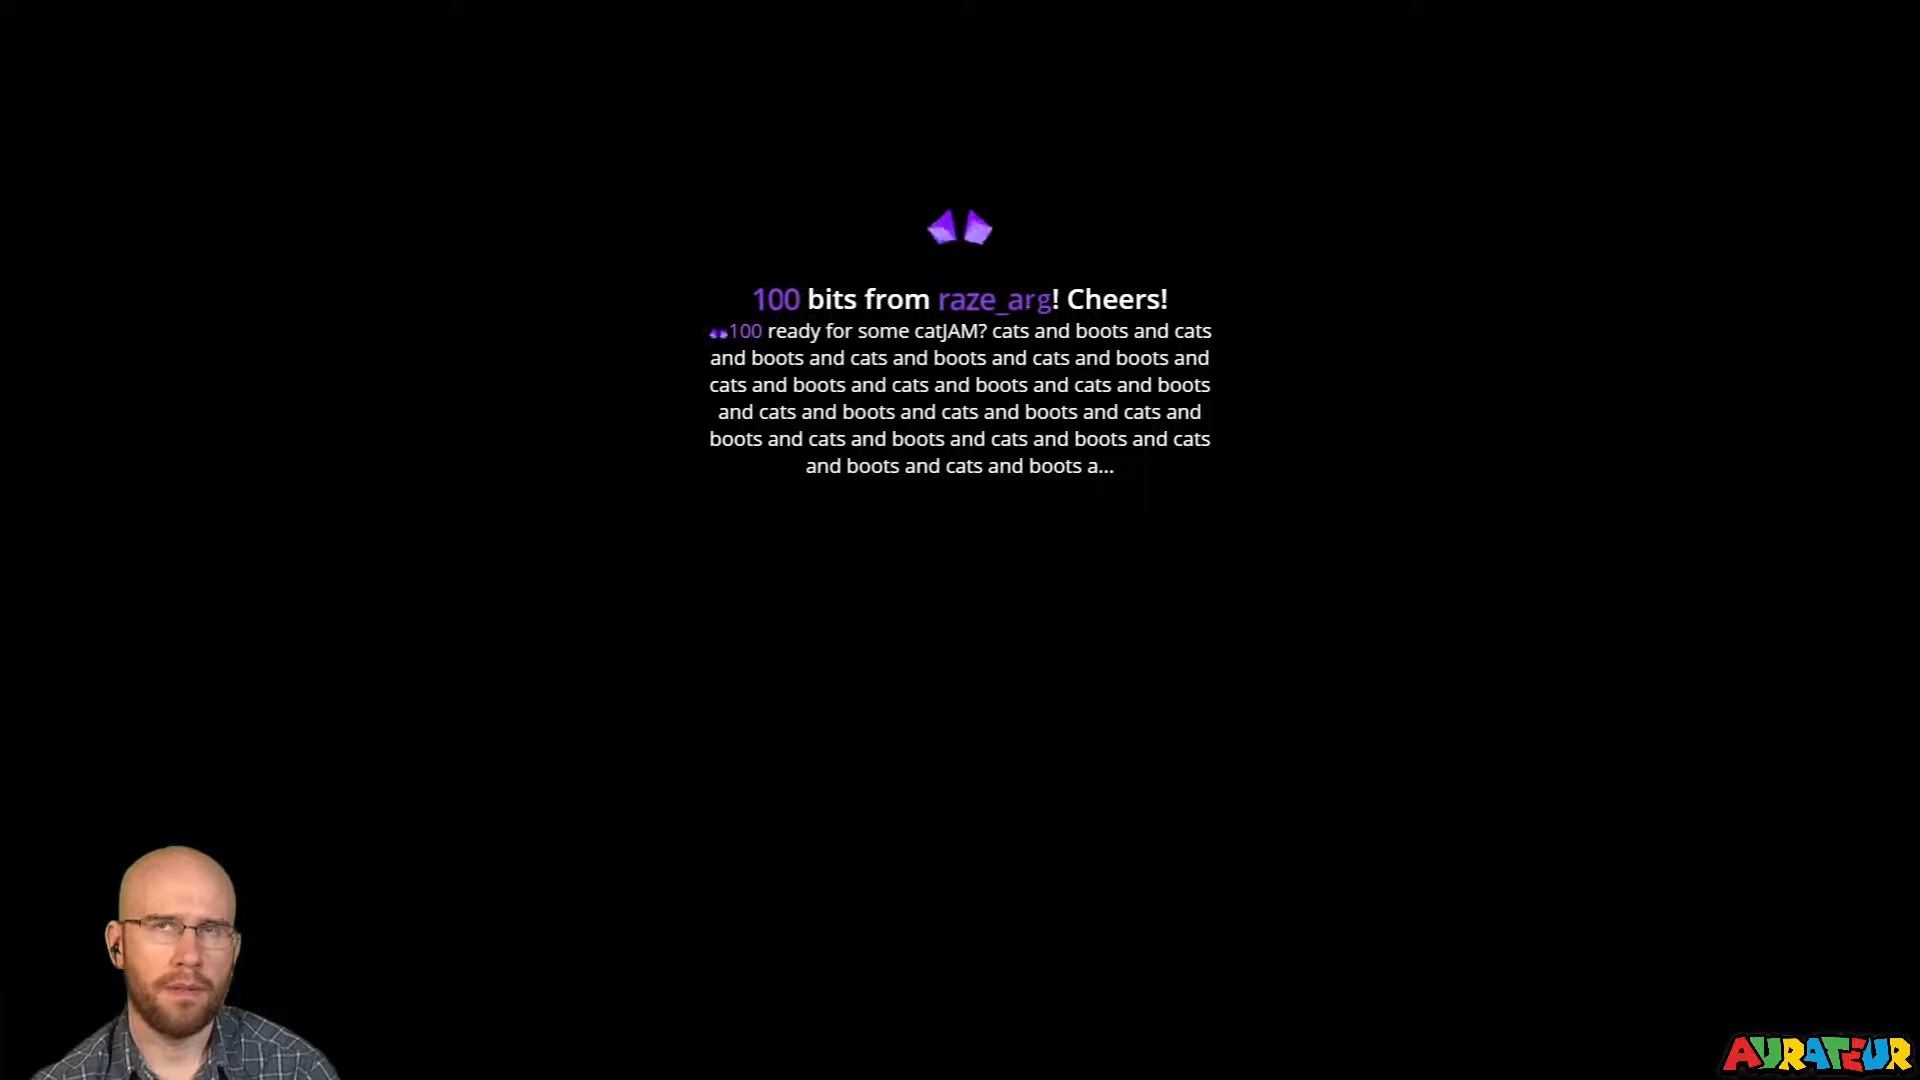 100 bits from raze_arg! Cheers!
100 ready for some catJAM? cats and boots and cats
and boots and cats and boots and cats and boots and
cats and boots and cats and boots and cats and boots
and cats and boots and cats and boots and cats and
boots and cats and boots and cats and boots and cats
and boots and cats and boots a...
AURATEUR